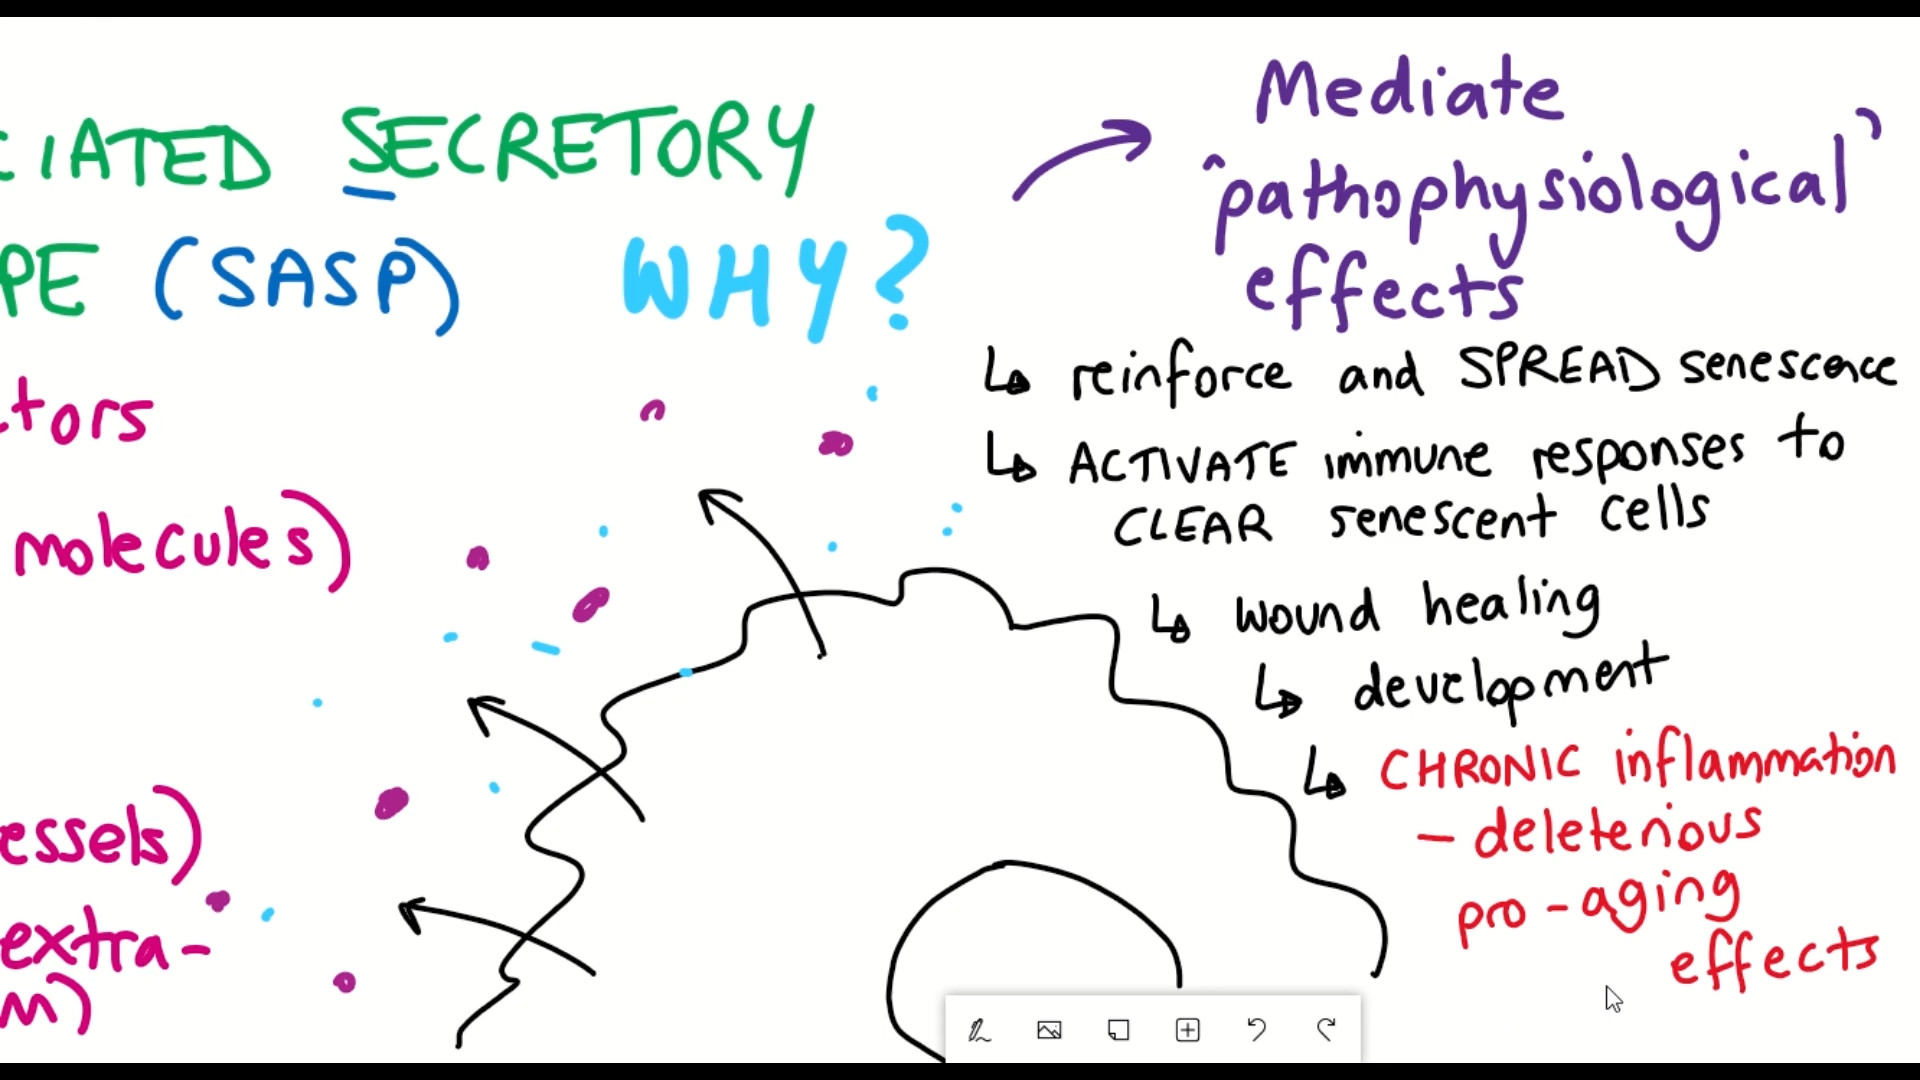 CIATED SECRETORY
PE (SASP) WHY?
ctors
molecules)
essels)
extra-
M)
Mediate
"pathophysiological"
effects
↳ reinforce and SPREAD senescence
↳ ACTIVATE immune responses to
CLEAR senescent cells
↳ wound healing
↳ development
↳ CHRONIC inflammation
- deleterious
pro-aging
effects